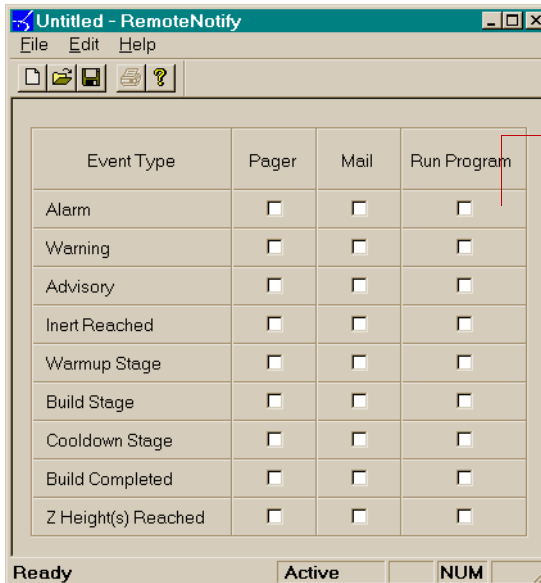 Untitled - RemoteNotify
File Edit Help
Event Type Pager Mail Run Program
Alarm
Warning
Advisory
Inert Reached
Warmup Stage
Build Stage
Cooldown Stage
Build Completed
Z Height(s) Reached
Ready Active NUM